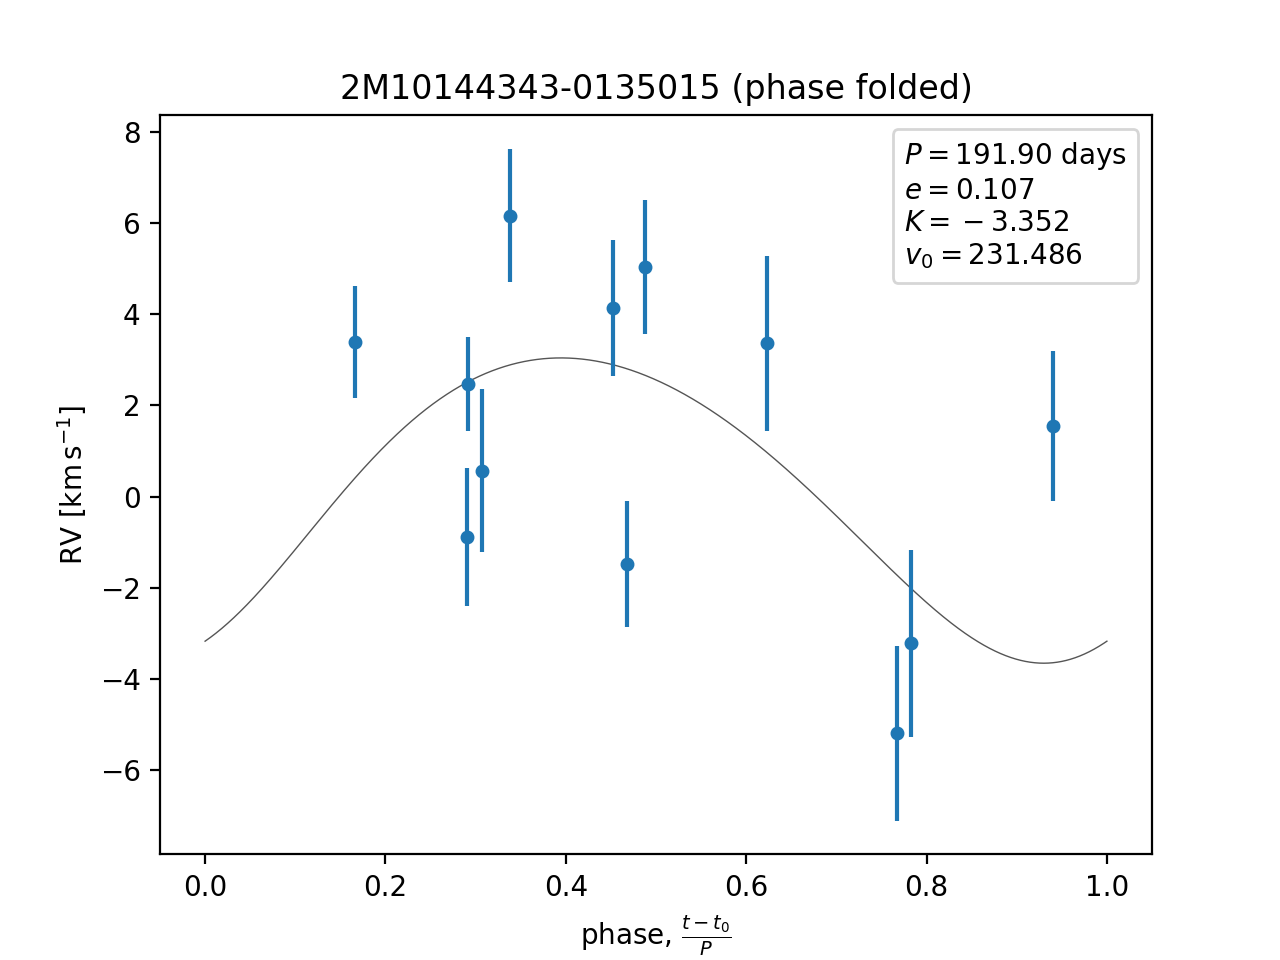 2M10144343-0135015 (phase folded)
P = 191.90 days
e = 0.107
K = −3.352
v₀ = 231.486
RV [km s⁻¹]
8
6
4
2
0
−2
−4
−6
0.0 0.2 0.4 0.6 0.8 1.0
phase, (t − t₀)/P